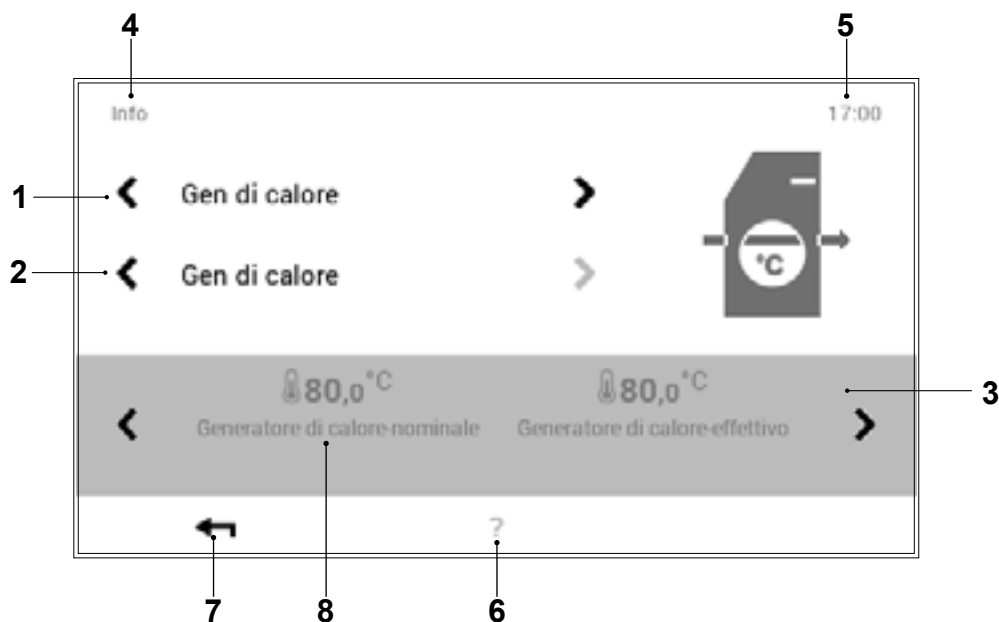 4
5
Info
17:00
1
Gen di calore
2
Gen di calore
°C
80,0°C
80,0°C
3
Generatore di calore-nominale
Generatore di calore-effettivo
?
7
8
6